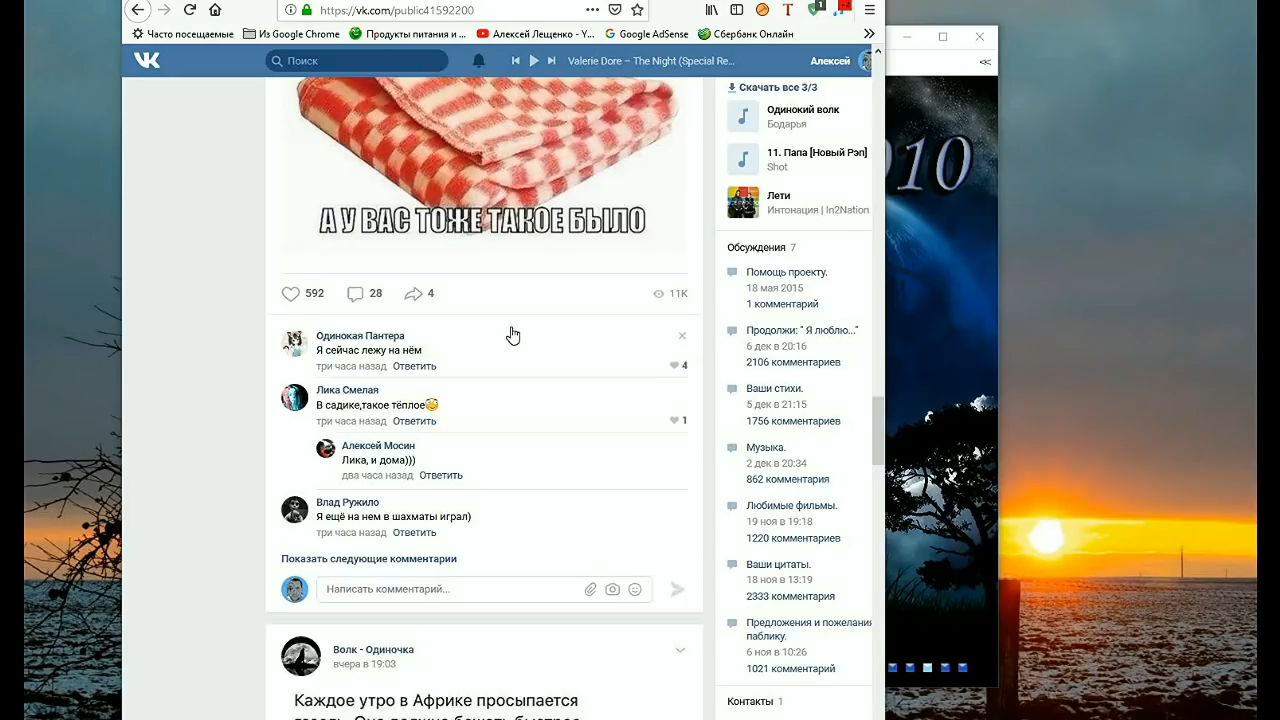 https://vk.com/public41592200
Часто посещаемые
Из Google Chrome
Продукты питания и ...
Алексей Лещенко - Y...
Google AdSense
Сбербанк Онлайн
Поиск
Valerie Dore – The Night (Special Re...
Алексей
А У ВАС ТОЖЕ ТАКОЕ БЫЛО
592
28
4
11K
Одинокая Пантера
Я сейчас лежу на нём
три часа назад Ответить
4
Лика Смелая
В садике,такое тёплое
три часа назад Ответить
1
Алексей Мосин
Лика, и дома)))
два часа назад Ответить
Влад Ружило
Я ещё на нем в шахматы играл)
три часа назад Ответить
Показать следующие комментарии
Написать комментарий...
Волк - Одиночка
вчера в 19:03
Каждое утро в Африке просыпается
Скачать все 3/3
Одинокий волк
Бодарья
11. Папа [Новый Рэп]
Shot
Лети
Интонация | In2Nation
Обсуждения 7
Помощь проекту.
18 мая 2015
1 комментарий
Продолжи: " Я люблю..."
6 дек в 20:16
2106 комментариев
Ваши стихи.
5 дек в 21:15
1756 комментариев
Музыка.
2 дек в 20:34
862 комментария
Любимые фильмы.
19 ноя в 19:18
1220 комментариев
Ваши цитаты.
18 ноя в 13:19
2333 комментария
Предложения и пожелания
паблику.
6 ноя в 10:26
1021 комментарий
Контакты 1
010